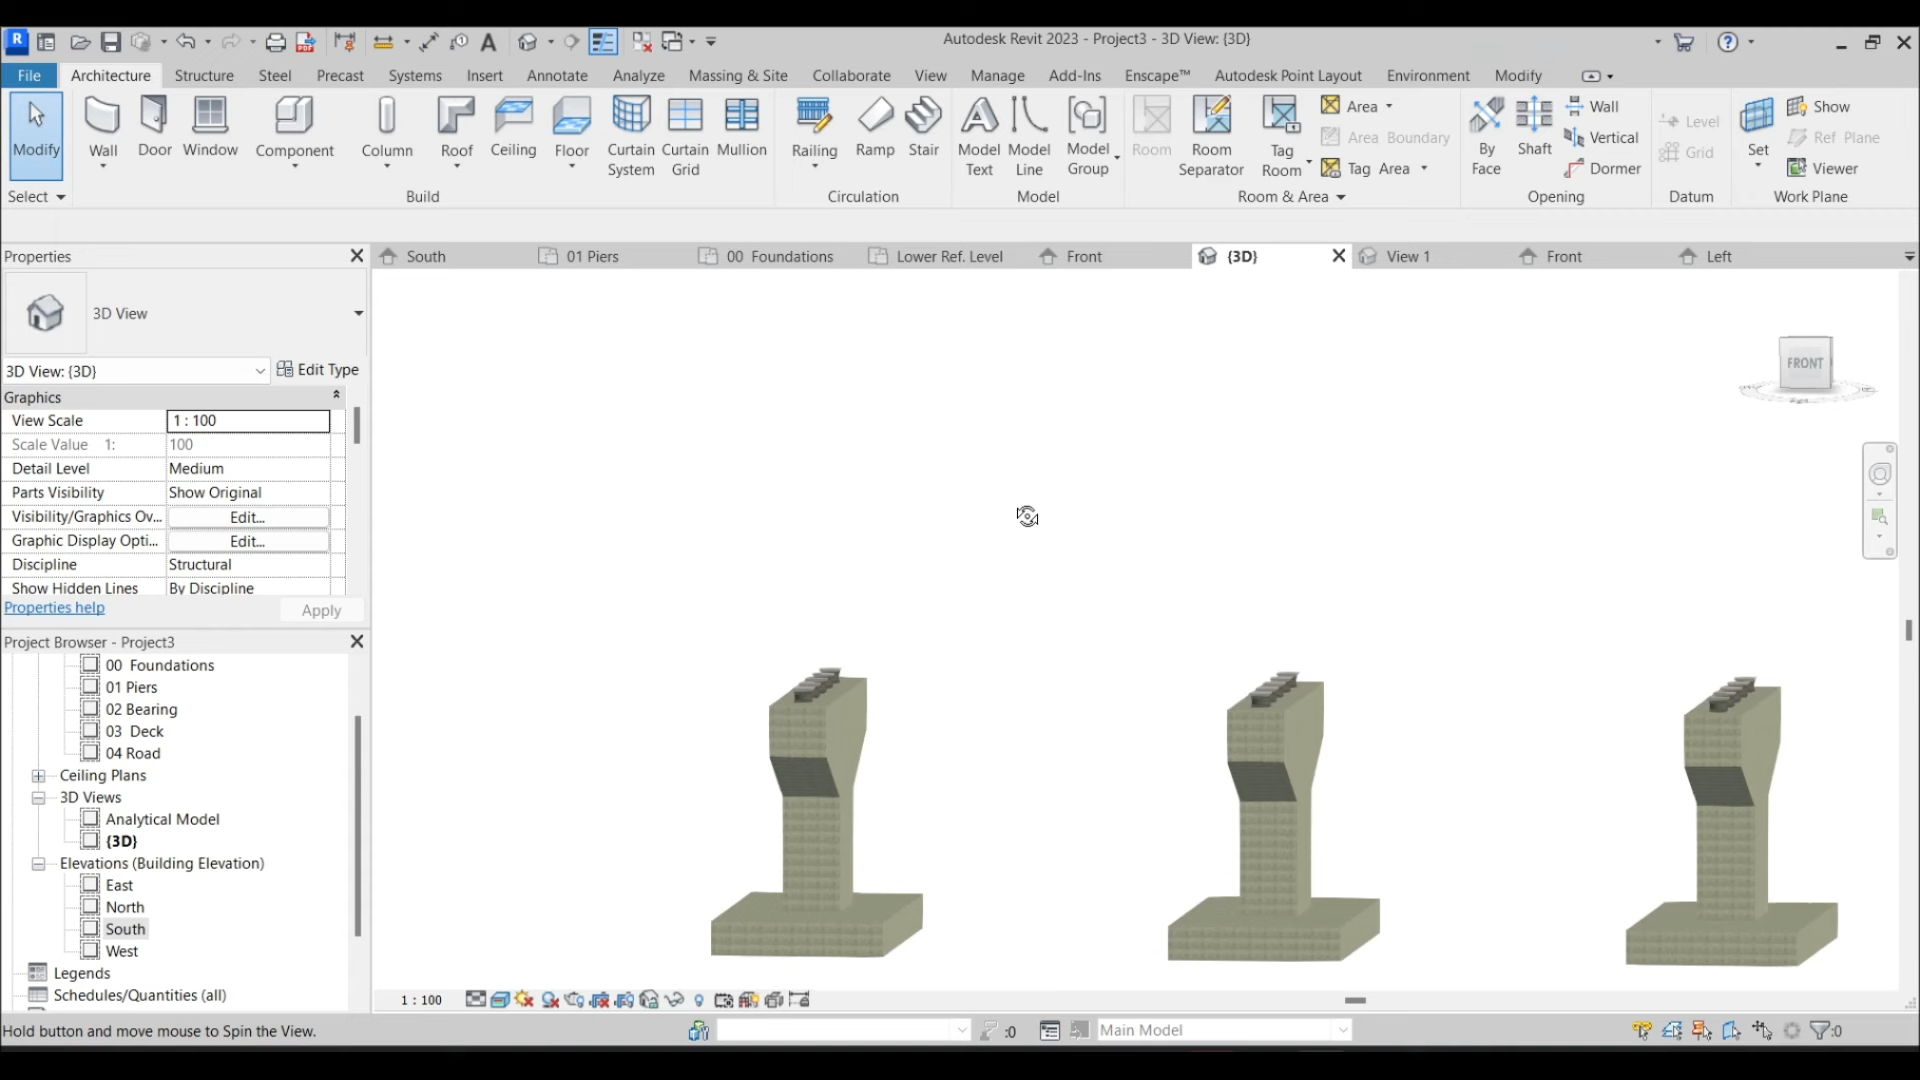 Autodesk Revit 2023 - Project3 - 3D View: {3D}
File Architecture Structure Steel Precast Systems Insert Annotate Analyze Massing & Site Collaborate View Manage Add-Ins Enscape™ Autodesk Point Layout Environment Modify
Modify Wall Door Window Component Column Roof Ceiling Floor Curtain System Curtain Grid Mullion Railing Ramp Stair Model Text Model Line Model Group Room Room Separator Tag Room
Area
Area Boundary
Tag Area
By Face Shaft
Wall
Vertical
Dormer
Level
Grid
Set
Show
Ref Plane
Viewer
Select Build Circulation Model Room & Area Opening Datum Work Plane
Properties
South 01 Piers 00 Foundations Lower Ref. Level Front {3D} View 1 Front Left
3D View
3D View: {3D} Edit Type
Graphics
View Scale 1 : 100
Scale Value 1: 100
Detail Level Medium
Parts Visibility Show Original
Visibility/Graphics Ov... Edit...
Graphic Display Opti... Edit...
Discipline Structural
Show Hidden Lines By Discipline
Properties help Apply
Project Browser - Project3
00 Foundations
01 Piers
02 Bearing
03 Deck
04 Road
Ceiling Plans
3D Views
Analytical Model
{3D}
Elevations (Building Elevation)
East
North
South
West
Legends
Schedules/Quantities (all)
FRONT
1 : 100
Hold button and move mouse to Spin the View.
:0
Main Model
:0